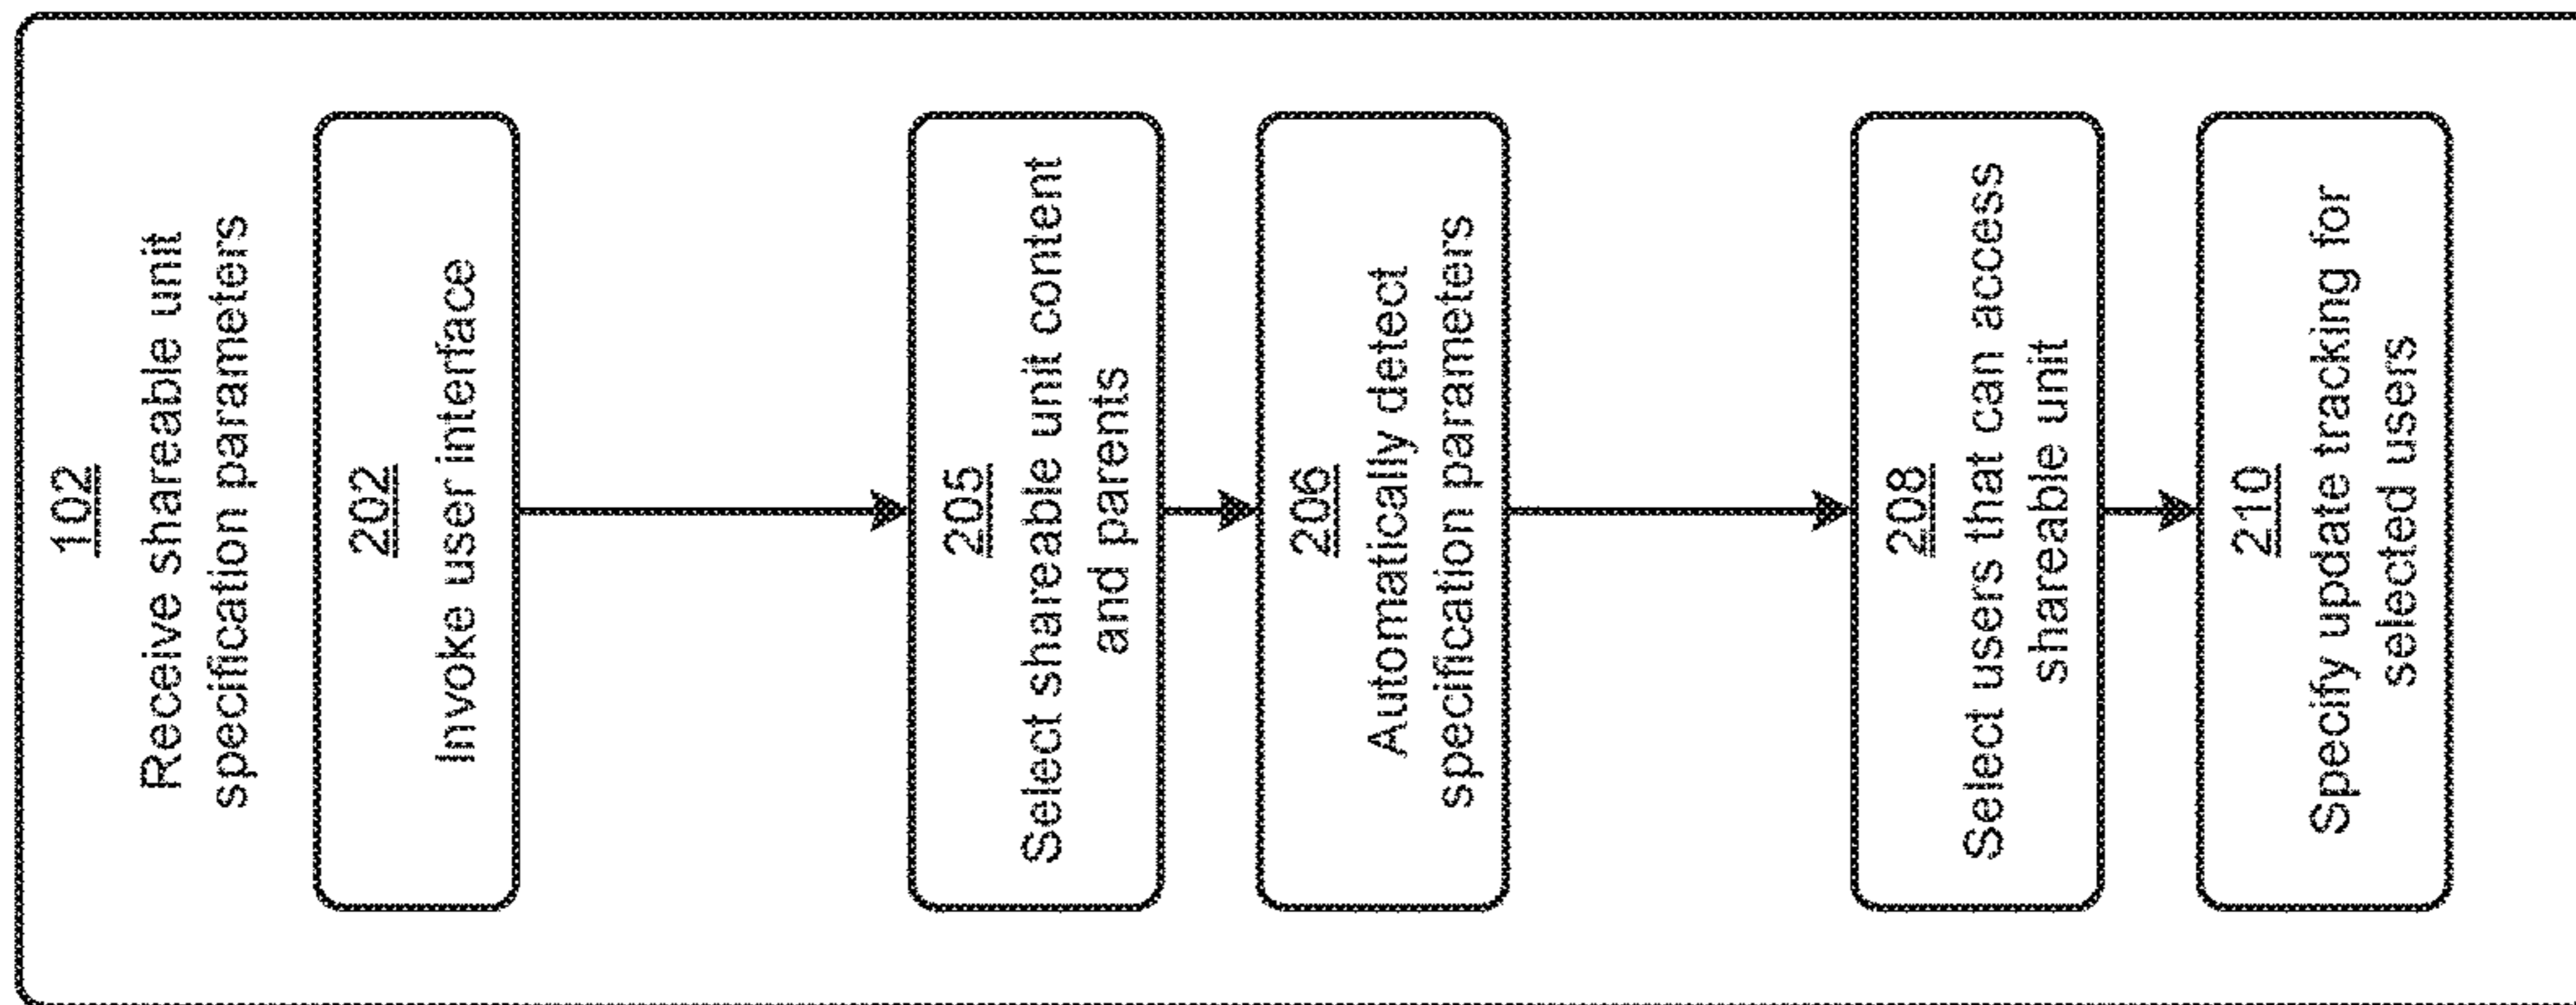 102
Receive shareable unit
specification parameters
202
Invoke user interface
205
Select shareable unit content
and parents
206
Automatically detect
specification parameters
208
Select users that can access
shareable unit
210
Specify update tracking for
selected users